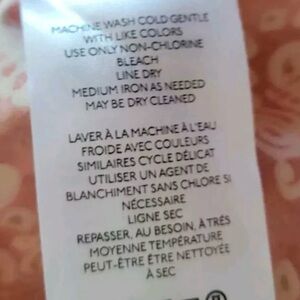 MACHINE WASH COLD GENTLE
WITH LIKE COLORS
USE ONLY NON-CHLORINE
BLEACH
LINE DRY
MEDIUM IRON AS NEEDED
MAY BE DRY CLEANED
LAVER À LA MACHINE À L'EAU
FROIDE AVEC COULEURS
SIMILAIRES CYCLE DÉLICAT
UTILISER UN AGENT DE
BLANCHIMENT SANS CHLORE SI
NÉCESSAIRE
LIGNE SEC
REPASSER, AU BESOIN, À TRÉS
MOYENNE TEMPÉRATURE
PEUT-ÊTRE ÊTRE NETTOYÉE
À SEC